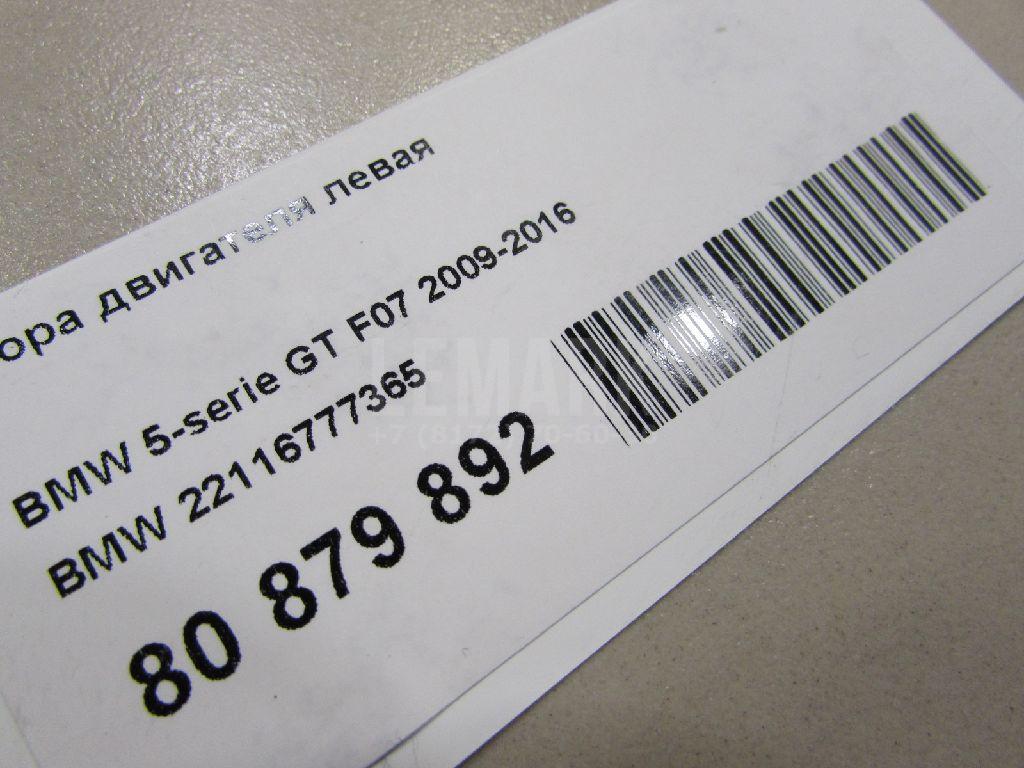 ора двигателя левая
BMW 5-serie GT F07 2009-2016
BMW 22116777365
80 879 892